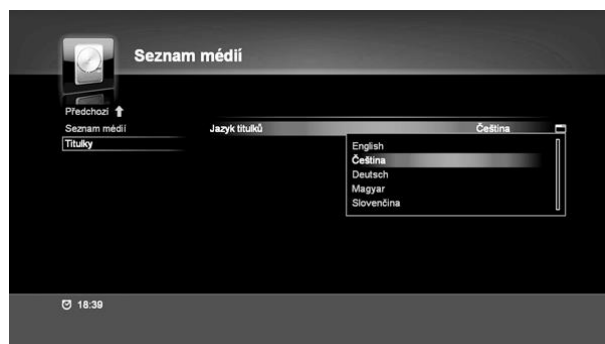 Seznam médií
Předchozí
Seznam médií
Titulky
Jazyk titulků Čeština
English
Čeština
Deutsch
Magyar
Slovenčina
18:39